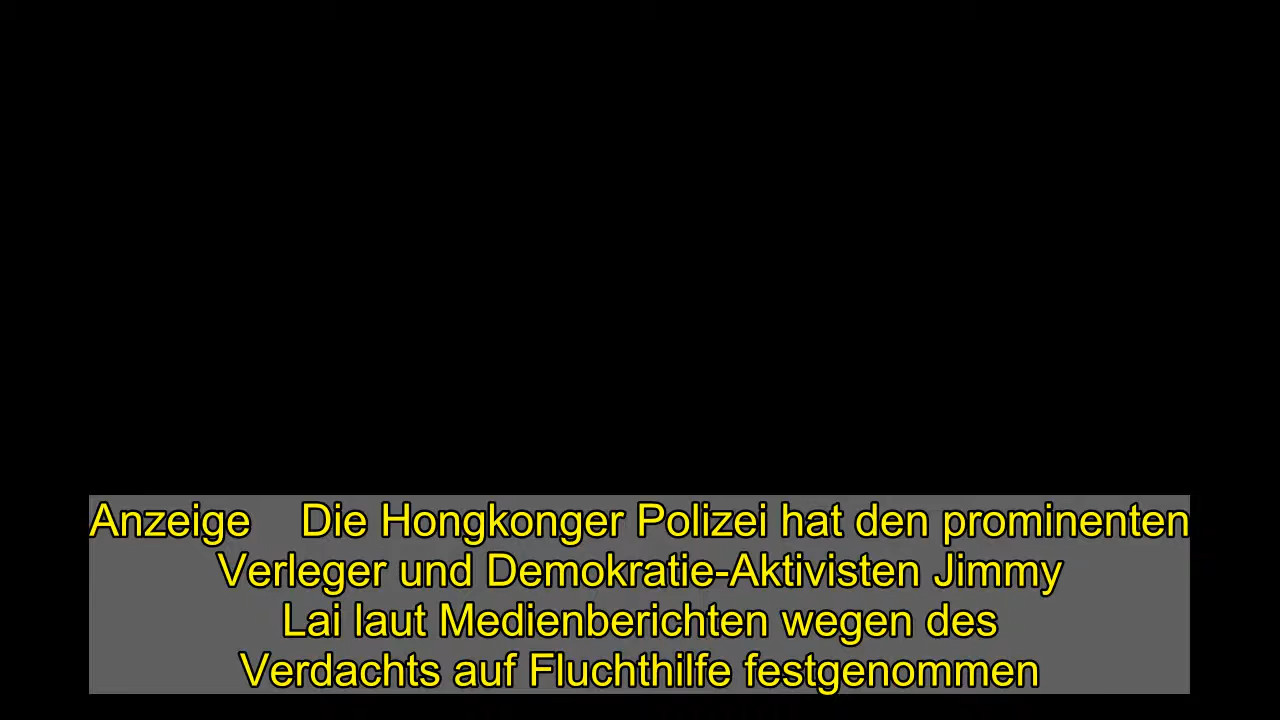 Anzeige    Die Hongkonger Polizei hat den prominenten
Verleger und Demokratie-Aktivisten Jimmy
Lai laut Medienberichten wegen des
Verdachts auf Fluchthilfe festgenommen